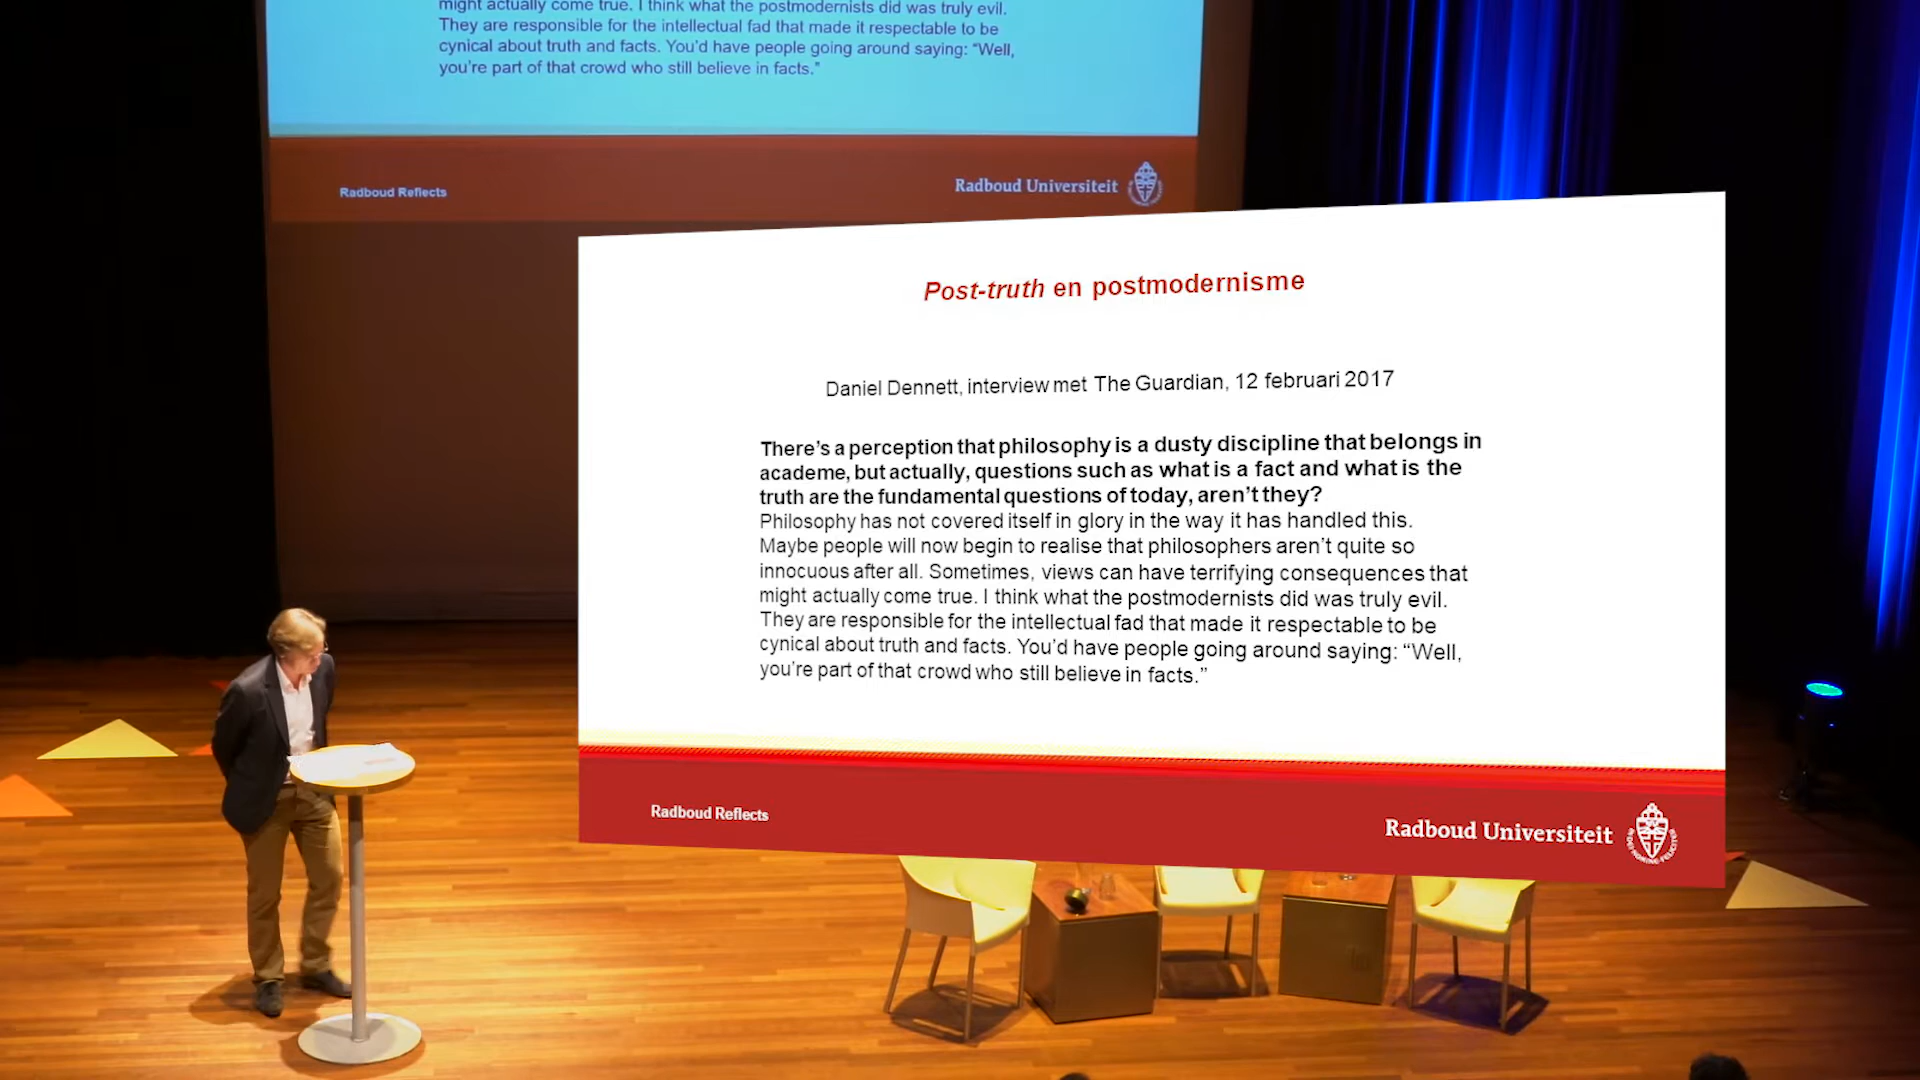 might actually come true. I think what the postmodernists did was truly evil.
They are responsible for the intellectual fad that made it respectable to be
cynical about truth and facts. You’d have people going around saying: “Well,
you’re part of that crowd who still believe in facts.”
Radboud Reflects
Radboud Universiteit
Post-truth en postmodernisme
Daniel Dennett, interview met The Guardian, 12 februari 2017
There’s a perception that philosophy is a dusty discipline that belongs in
academe, but actually, questions such as what is a fact and what is the
truth are the fundamental questions of today, aren’t they?
Philosophy has not covered itself in glory in the way it has handled this.
Maybe people will now begin to realise that philosophers aren’t quite so
innocuous after all. Sometimes, views can have terrifying consequences that
might actually come true. I think what the postmodernists did was truly evil.
They are responsible for the intellectual fad that made it respectable to be
cynical about truth and facts. You’d have people going around saying: “Well,
you’re part of that crowd who still believe in facts.”
Radboud Reflects
Radboud Universiteit